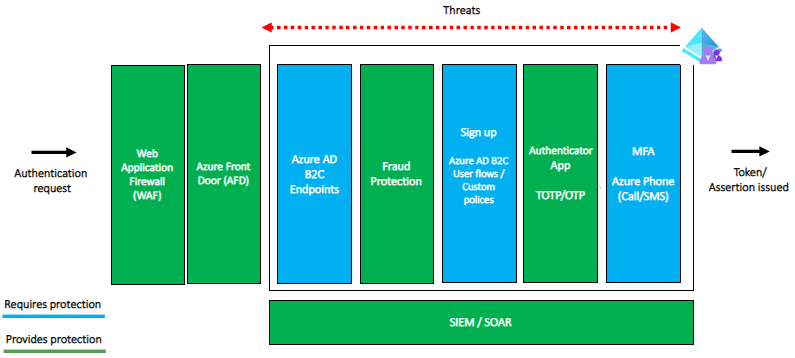 Threats
Authentication
request
Web
Application
Firewall
(WAF)
Azure Front
Door (AFD)
Azure AD
B2C
Endpoints
Fraud
Protection
Sign up
Azure AD B2C
User flows /
Custom
polices
Authenticator
App
TOTP/OTP
MFA
Azure Phone
(Call/SMS)
Token/
Assertion issued
SIEM / SOAR
Requires protection
Provides protection